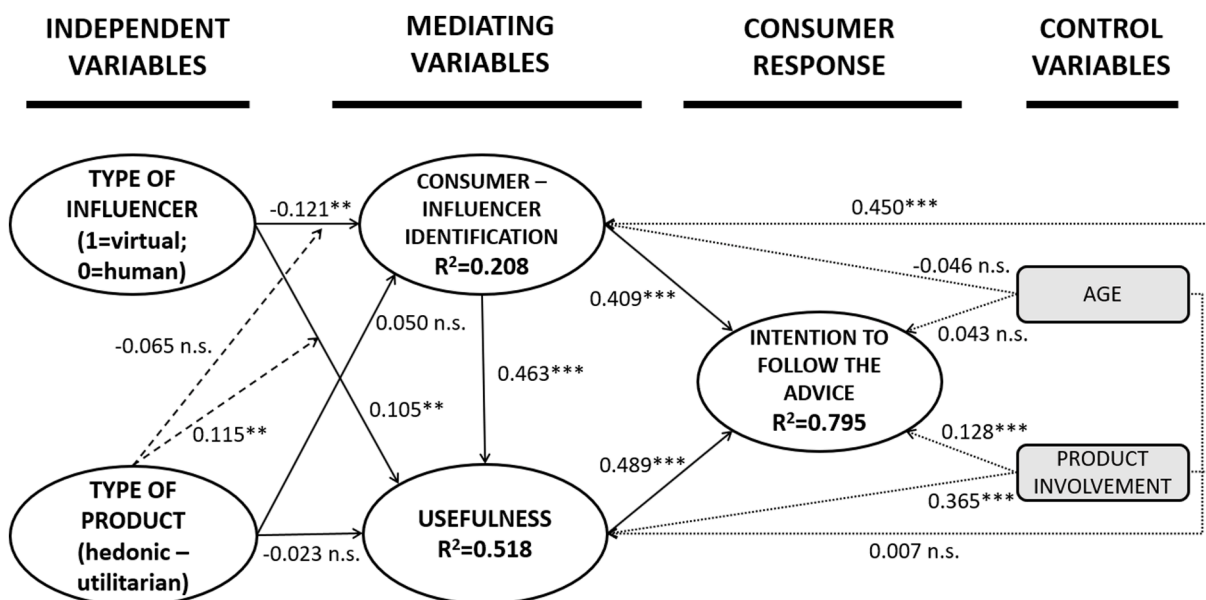 INDEPENDENT
VARIABLES
MEDIATING
VARIABLES
CONSUMER
RESPONSE
CONTROL
VARIABLES
TYPE OF
INFLUENCER
(1=virtual;
0=human)
-0.121**
CONSUMER –
INFLUENCER
IDENTIFICATION
R²=0.208
0.450***
-0.046 n.s.
AGE
0.409***
0.043 n.s.
0.050 n.s.
-0.065 n.s.
INTENTION TO
FOLLOW THE
ADVICE
R²=0.795
0.463***
0.105**
0.115**
0.128***
PRODUCT
INVOLVEMENT
0.489***
0.365***
TYPE OF
PRODUCT
(hedonic –
utilitarian)
-0.023 n.s.
USEFULNESS
R²=0.518
0.007 n.s.